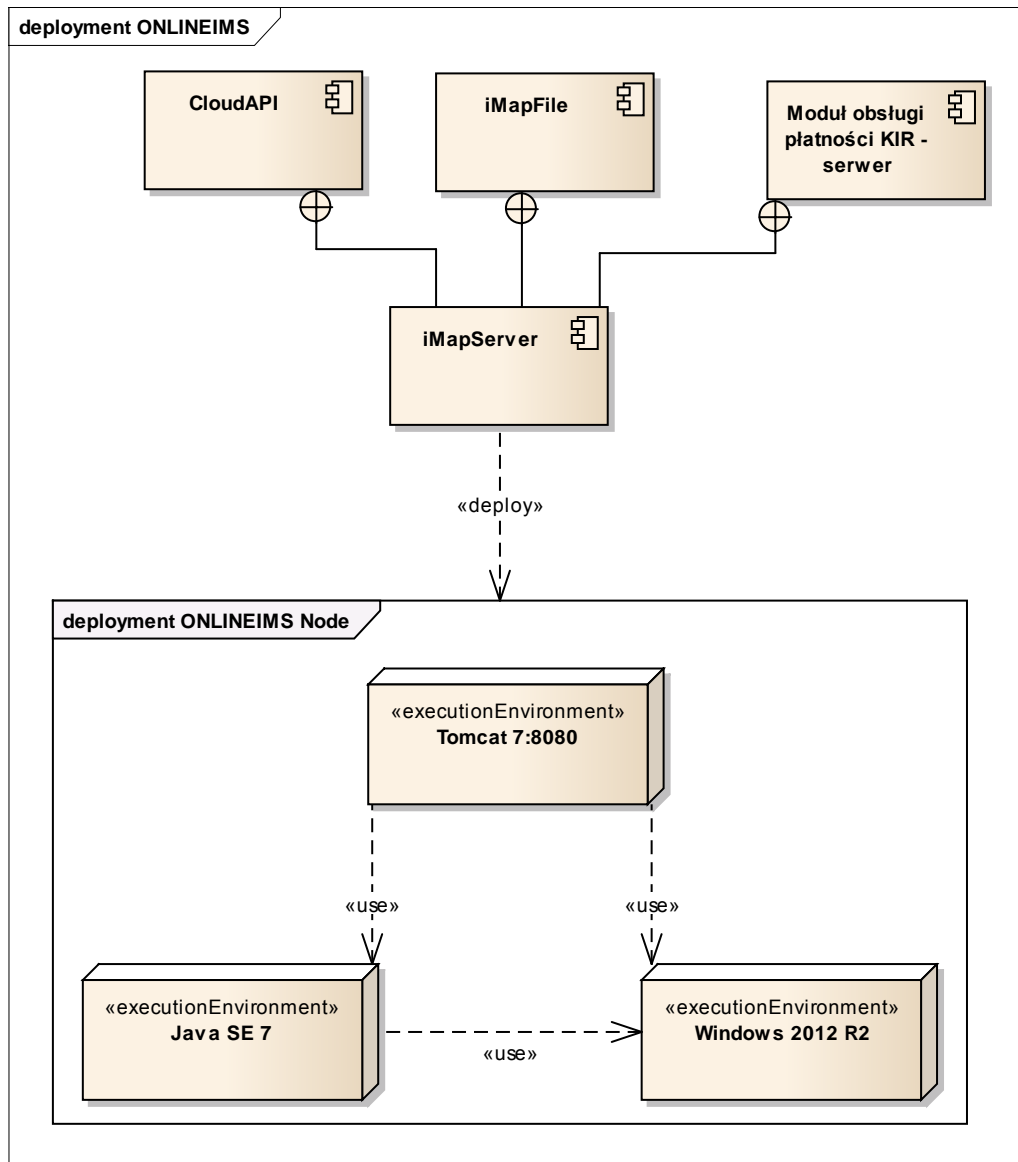 deployment ONLINEIMS
CloudAPI
iMapFile
Moduł obsługi
płatności KIR -
serwer
iMapServer
«deploy»
deployment ONLINEIMS Node
«executionEnvironment»
Tomcat 7:8080
«use»
«use»
«executionEnvironment»
Java SE 7
«use»
«executionEnvironment»
Windows 2012 R2